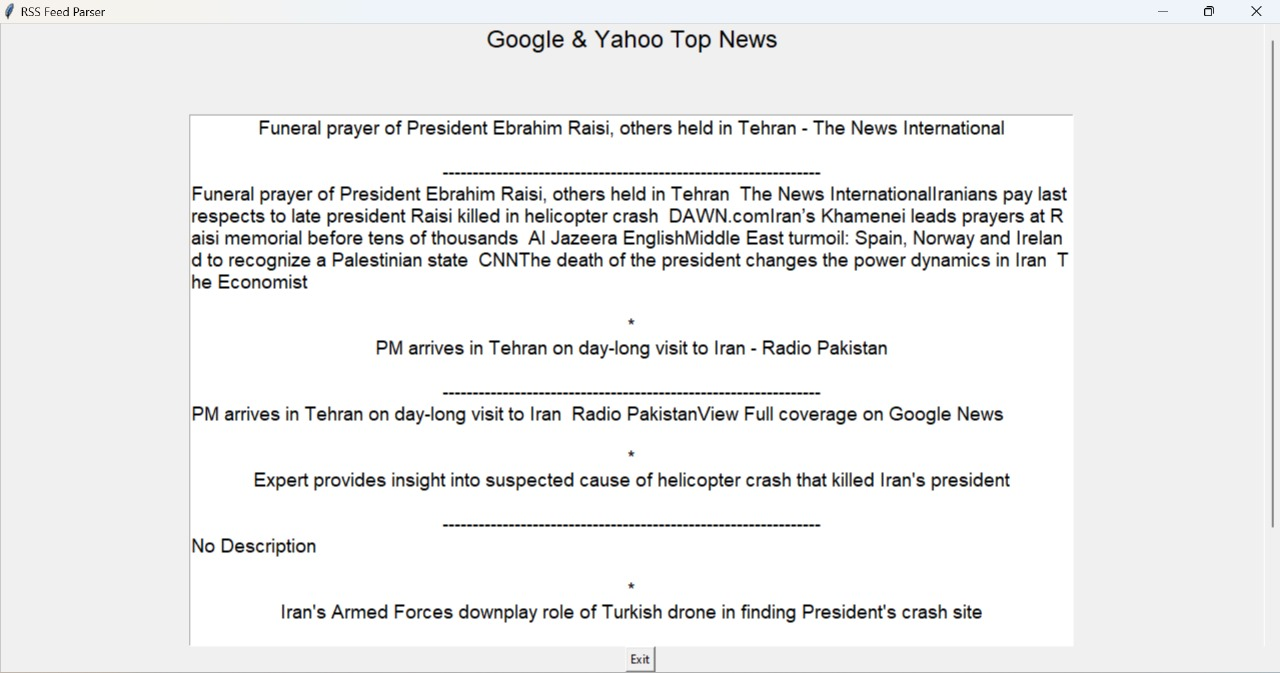 RSS Feed Parser
Google & Yahoo Top News
Funeral prayer of President Ebrahim Raisi, others held in Tehran - The News International
---------------------------------------------------------------
Funeral prayer of President Ebrahim Raisi, others held in Tehran  The News InternationalIranians pay last
respects to late president Raisi killed in helicopter crash  DAWN.comIran’s Khamenei leads prayers at R
aisi memorial before tens of thousands  Al Jazeera EnglishMiddle East turmoil: Spain, Norway and Irelan
d to recognize a Palestinian state  CNNThe death of the president changes the power dynamics in Iran  T
he Economist
*
PM arrives in Tehran on day-long visit to Iran - Radio Pakistan
---------------------------------------------------------------
PM arrives in Tehran on day-long visit to Iran  Radio PakistanView Full coverage on Google News
*
Expert provides insight into suspected cause of helicopter crash that killed Iran's president
---------------------------------------------------------------
No Description
*
Iran's Armed Forces downplay role of Turkish drone in finding President's crash site
Exit